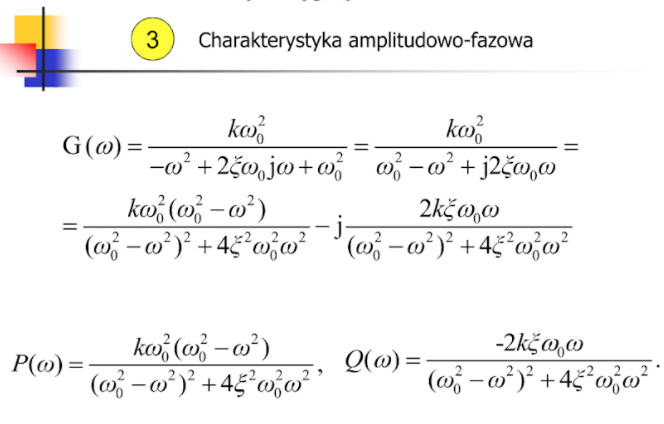 3 Charakterystyka amplitudowo-fazowa
G(ω) = kω₀² / (−ω² + 2ξω₀jω + ω₀²) = kω₀² / (ω₀² − ω² + j2ξω₀ω) =
= kω₀²(ω₀² − ω²) / ((ω₀² − ω²)² + 4ξ²ω₀²ω²) − j 2kξω₀ω / ((ω₀² − ω²)² + 4ξ²ω₀²ω²)
P(ω) = kω₀²(ω₀² − ω²) / ((ω₀² − ω²)² + 4ξ²ω₀²ω²) , Q(ω) = -2kξω₀ω / ((ω₀² − ω²)² + 4ξ²ω₀²ω²) .